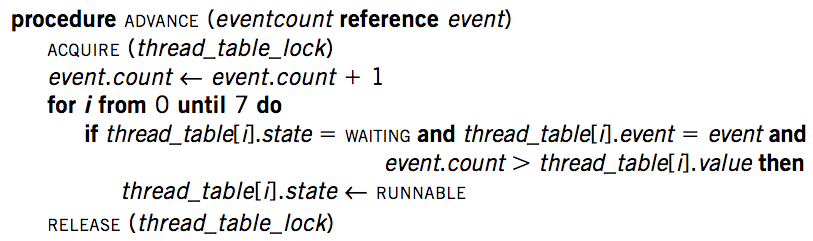 procedure ADVANCE (eventcount reference event)
ACQUIRE (thread_table_lock)
event.count ← event.count + 1
for i from 0 until 7 do
if thread_table[i].state = WAITING and thread_table[i].event = event and
event.count > thread_table[i].value then
thread_table[i].state ← RUNNABLE
RELEASE (thread_table_lock)